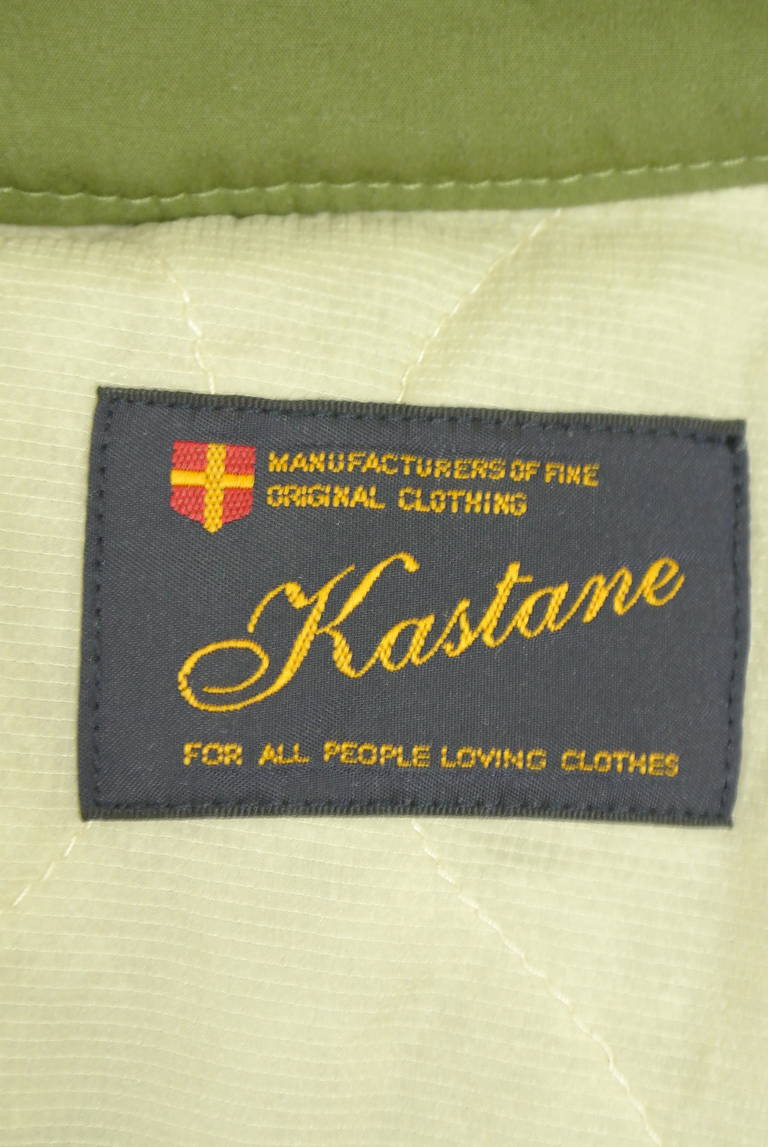 MANUFACTURERS OF FINE
ORIGINAL CLOTHING
Kastane
FOR ALL PEOPLE LOVING CLOTHES